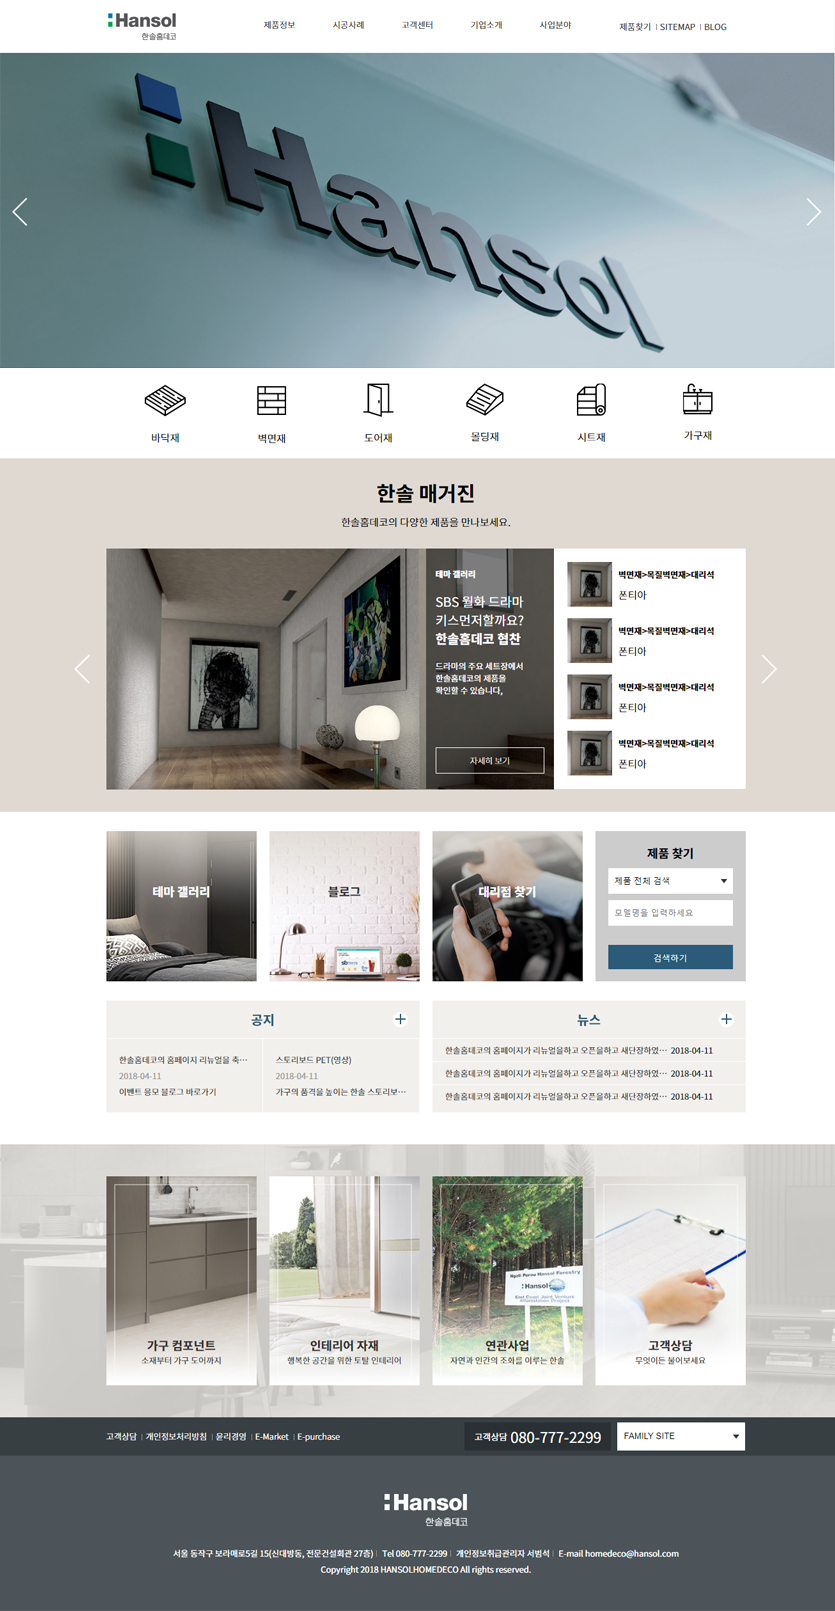 Hansol
한솔홈데코
제품정보 시공사례 고객센터 기업소개 사업분야
제품찾기 | SITEMAP | BLOG
Hansol
바닥재 벽면재 도어재 몰딩재 시트재 가구재
한솔 매거진
한솔홈데코의 다양한 제품을 만나보세요.
테마 갤러리
SBS 월화 드라마
키스먼저할까요?
한솔홈데코 협찬
드라마의 주요 세트장에서
한솔홈데코의 제품을
확인할 수 있습니다,
자세히 보기
벽면재>목질벽면재>대리석
폰티아
벽면재>목질벽면재>대리석
폰티아
벽면재>목질벽면재>대리석
폰티아
벽면재>목질벽면재>대리석
폰티아
테마 갤러리
블로그
대리점 찾기
제품 찾기
제품 전체 검색
모델명을 입력하세요
검색하기
공지
한솔홈데코의 홈페이지 리뉴얼을 축…
2018-04-11
이벤트 응모 블로그 바로가기
스토리보드 PET(영상)
2018-04-11
가구의 품격을 높이는 한솔 스토리보…
뉴스
한솔홈데코의 홈페이지가 리뉴얼을하고 오픈을하고 새단장하였… 2018-04-11
한솔홈데코의 홈페이지가 리뉴얼을하고 오픈을하고 새단장하였… 2018-04-11
한솔홈데코의 홈페이지가 리뉴얼을하고 오픈을하고 새단장하였… 2018-04-11
가구 컴포넌트
소재부터 가구 도어까지
인테리어 자재
행복한 공간을 위한 토탈 인테리어
Hansol
연관사업
자연과 인간의 조화를 이루는 한솔
고객상담
무엇이든 물어보세요
고객상담 | 개인정보처리방침 | 윤리경영 | E-Market | E-purchase
고객상담 080-777-2299
FAMILY SITE
Hansol
한솔홈데코
서울 동작구 보라매로5길 15(신대방동, 전문건설회관 27층) | Tel 080-777-2299 | 개인정보취급관리자 서범석 | E-mail homedeco@hansol.com
Copyright 2018 HANSOLHOMEDECO All rights reserved.